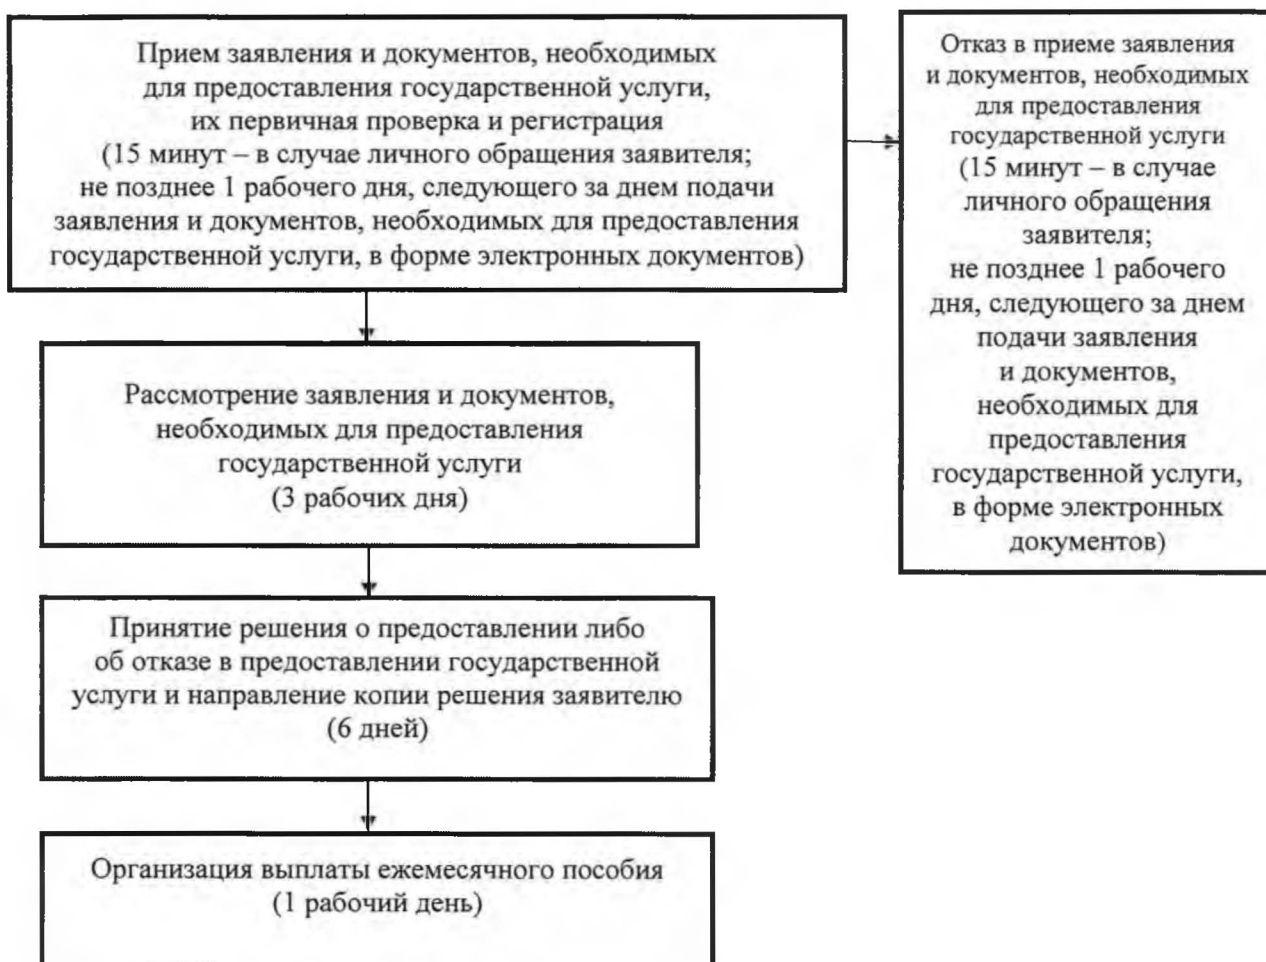 Прием заявления и документов, необходимых
для предоставления государственной услуги,
их первичная проверка и регистрация
(15 минут – в случае личного обращения заявителя;
не позднее 1 рабочего дня, следующего за днем подачи
заявления и документов, необходимых для предоставления
государственной услуги, в форме электронных документов)
Отказ в приеме заявления
и документов, необходимых
для предоставления
государственной услуги
(15 минут – в случае
личного обращения
заявителя;
не позднее 1 рабочего
дня, следующего за днем
подачи заявления
и документов,
необходимых для
предоставления
государственной услуги,
в форме электронных
документов)
Рассмотрение заявления и документов,
необходимых для предоставления
государственной услуги
(3 рабочих дня)
Принятие решения о предоставлении либо
об отказе в предоставлении государственной
услуги и направление копии решения заявителю
(6 дней)
Организация выплаты ежемесячного пособия
(1 рабочий день)